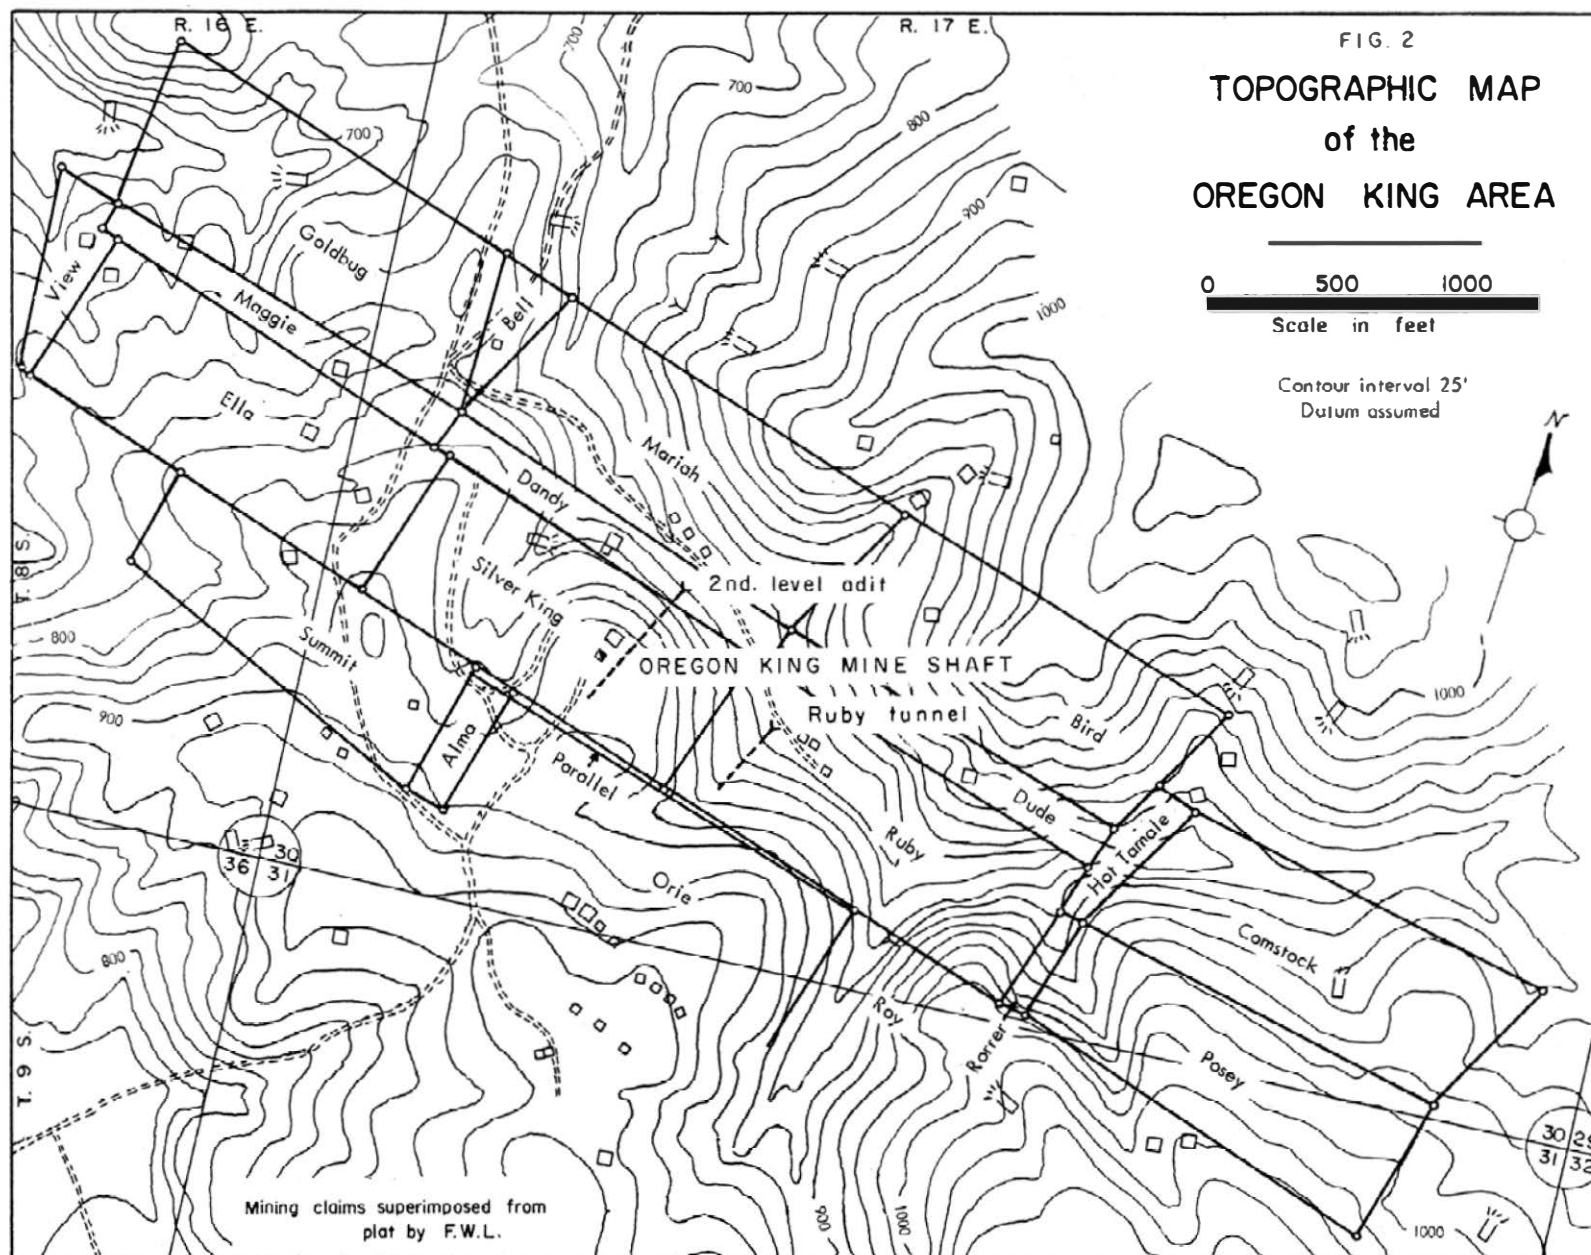 R. 16 E.
R. 17 E.
FIG. 2
TOPOGRAPHIC MAP
of the
OREGON KING AREA
0 500 1000
Scale in feet
Contour interval 25'
Datum assumed
N
700
700
700
800
900
1000
Goldbug
View
Maggie
Bell
Ella
Mariah
Dandy
T. 8 S.
Silver King
2nd. level adit
800
Summit
OREGON KING MINE SHAFT
1000
900
Ruby tunnel
Bird
Alma
Parallel
Dude
Hot Tamale
Ruby
30
36 31
Orie
Comstock
800
Roy
Rorrer
Posey
T. 9 S.
30 29
31 32
Mining claims superimposed from
plat by F.W.L.
900
1000
1000